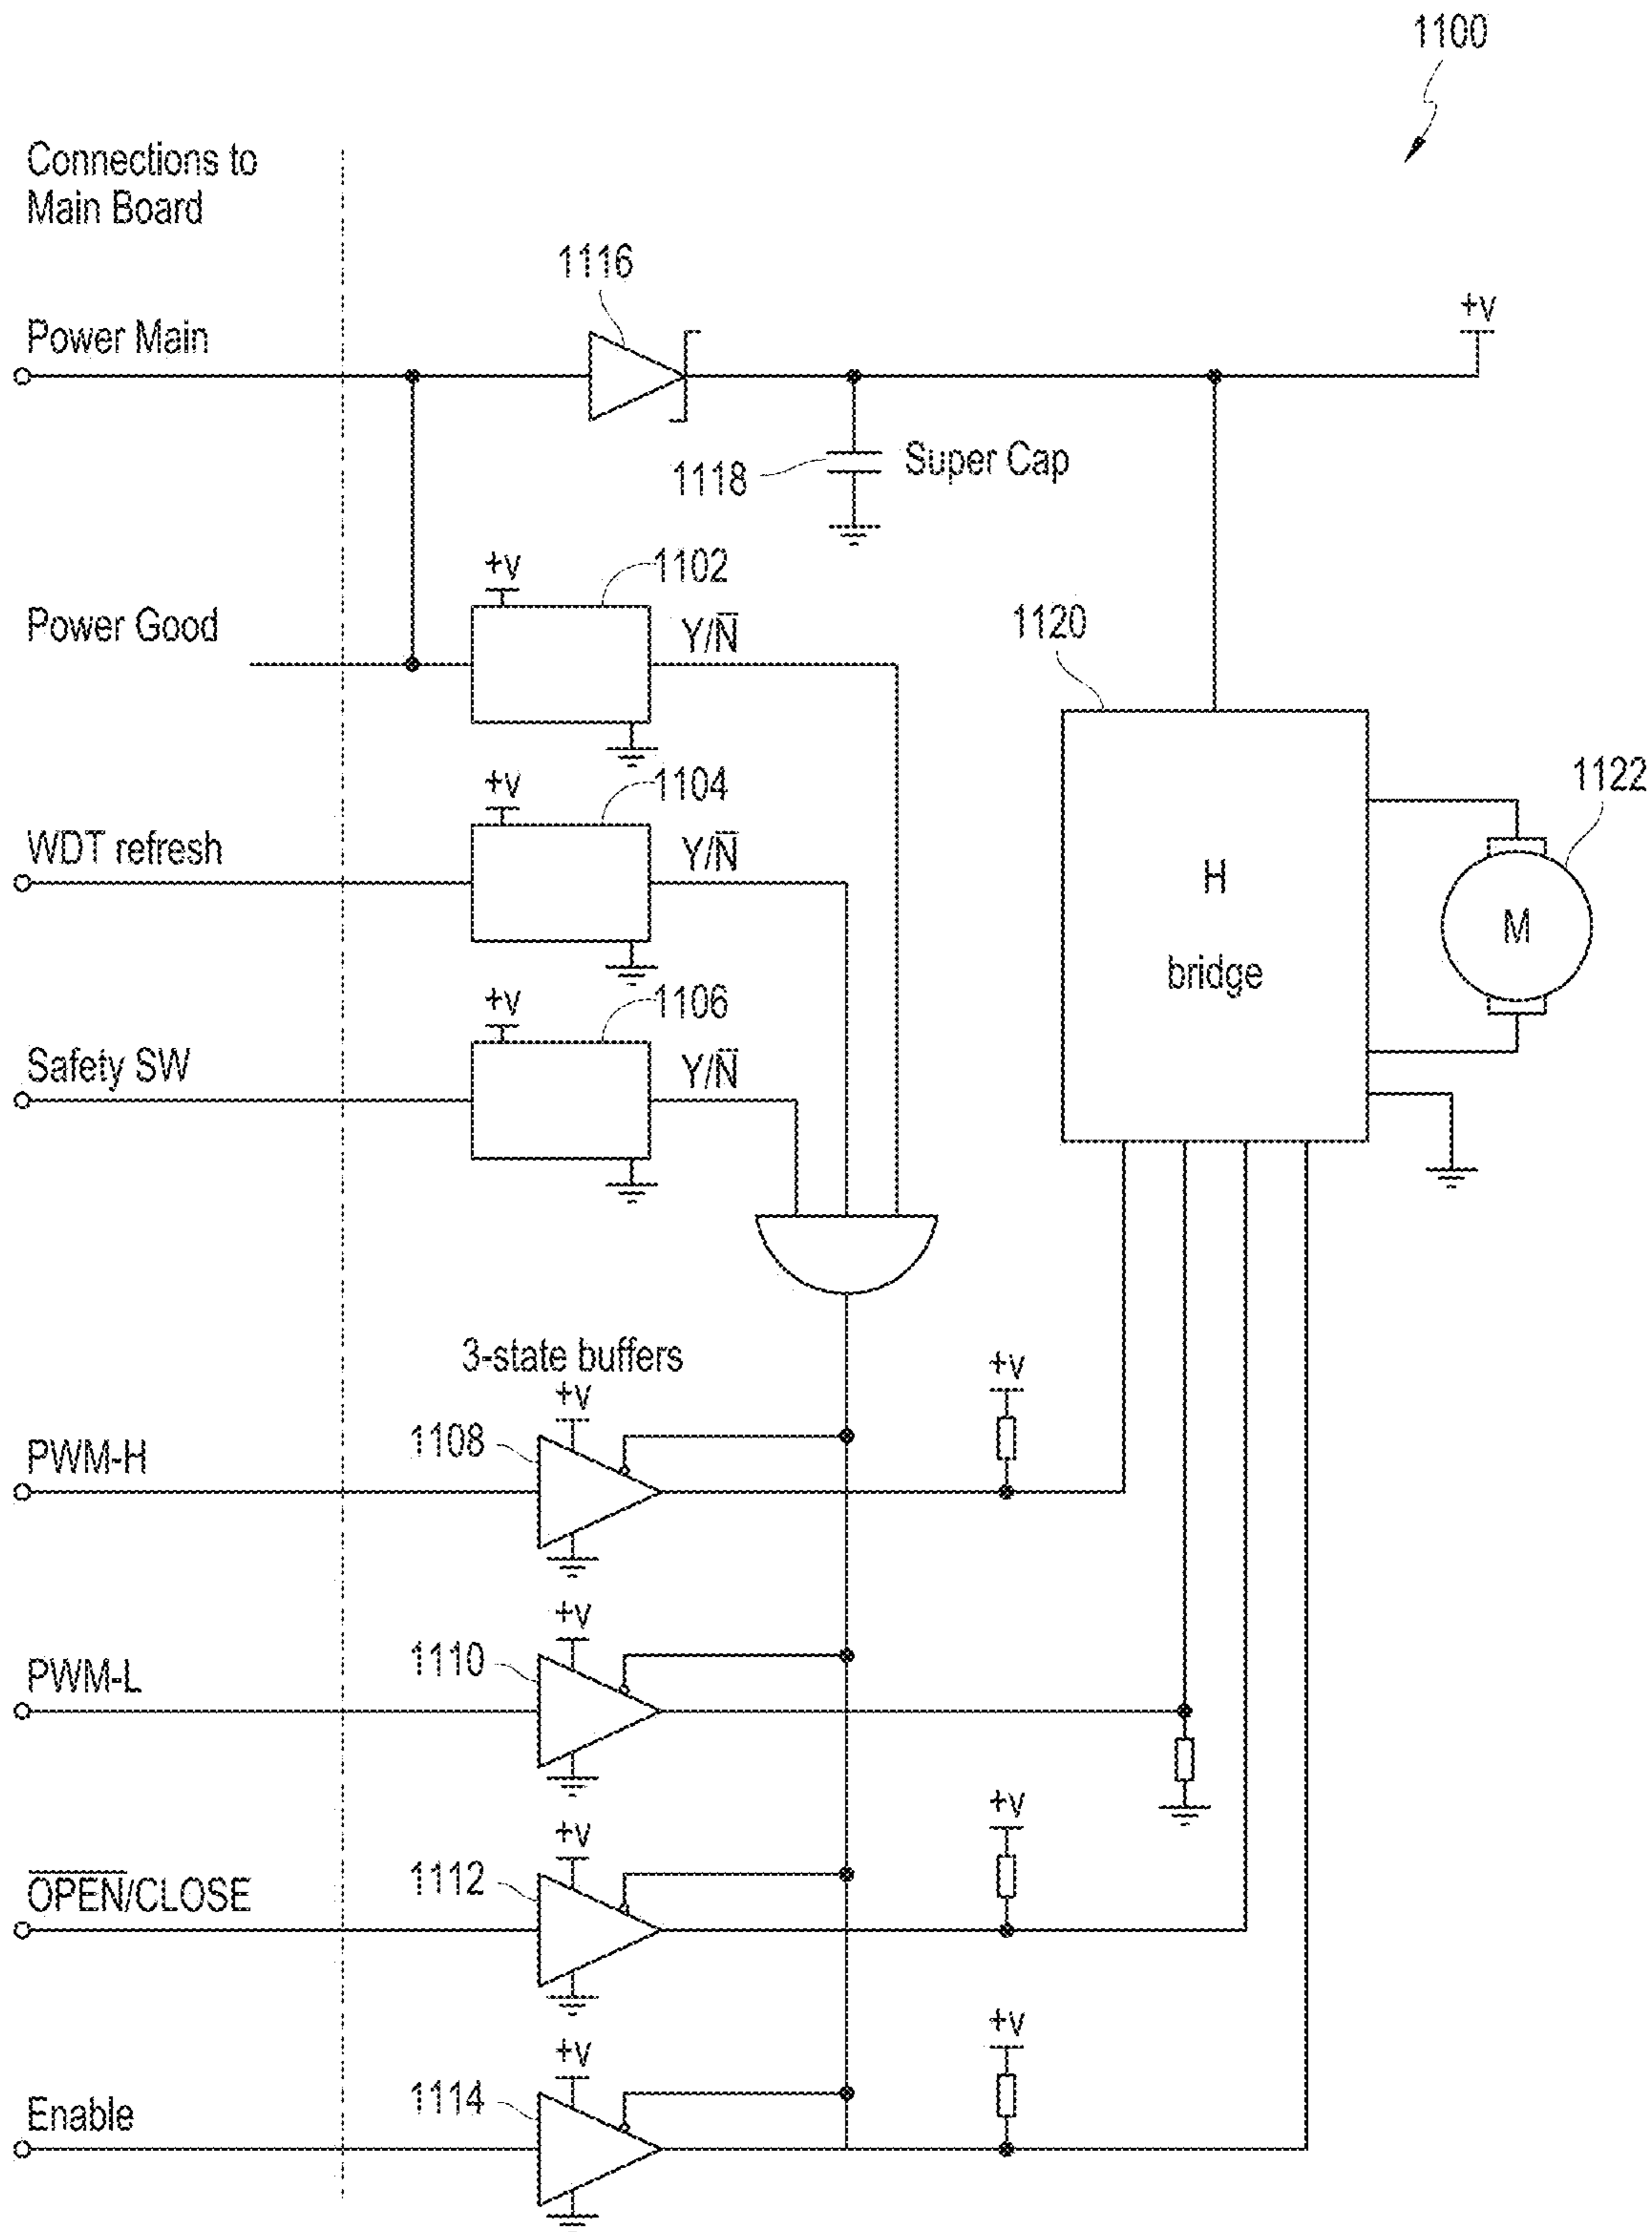 1100
Connections to
Main Board
1116
Power Main
+v
1118
Super Cap
+v
1102
Power Good
Y/N̅
1120
+v
1104
1122
WDT refresh
Y/N̅
H
M
bridge
+v
1106
Safety SW
Y/N̅
3-state buffers
+v
+v
1108
PWM-H
+v
1110
PWM-L
+v
+v
1112
O̅P̅E̅N̅/CLOSE
+v
+v
1114
Enable